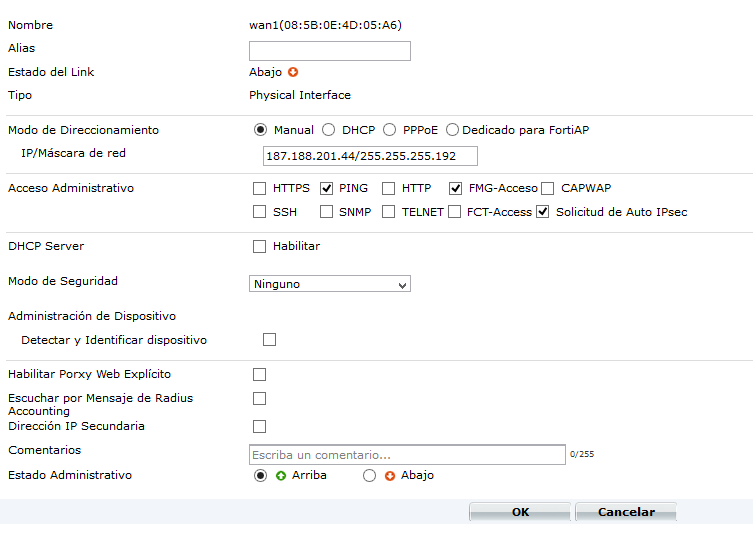 Nombre wan1(08:5B:0E:4D:05:A6)
Alias
Estado del Link Abajo
Tipo Physical Interface
Modo de Direccionamiento Manual DHCP PPPoE Dedicado para FortiAP
IP/Máscara de red 187.188.201.44/255.255.255.192
Acceso Administrativo HTTPS PING HTTP FMG-Acceso CAPWAP
SSH SNMP TELNET FCT-Access Solicitud de Auto IPsec
DHCP Server Habilitar
Modo de Seguridad Ninguno
Administración de Dispositivo
Detectar y Identificar dispositivo
Habilitar Porxy Web Explícito
Escuchar por Mensaje de Radius
Accounting
Dirección IP Secundaria
Comentarios Escriba un comentario... 0/255
Estado Administrativo Arriba Abajo
OK Cancelar